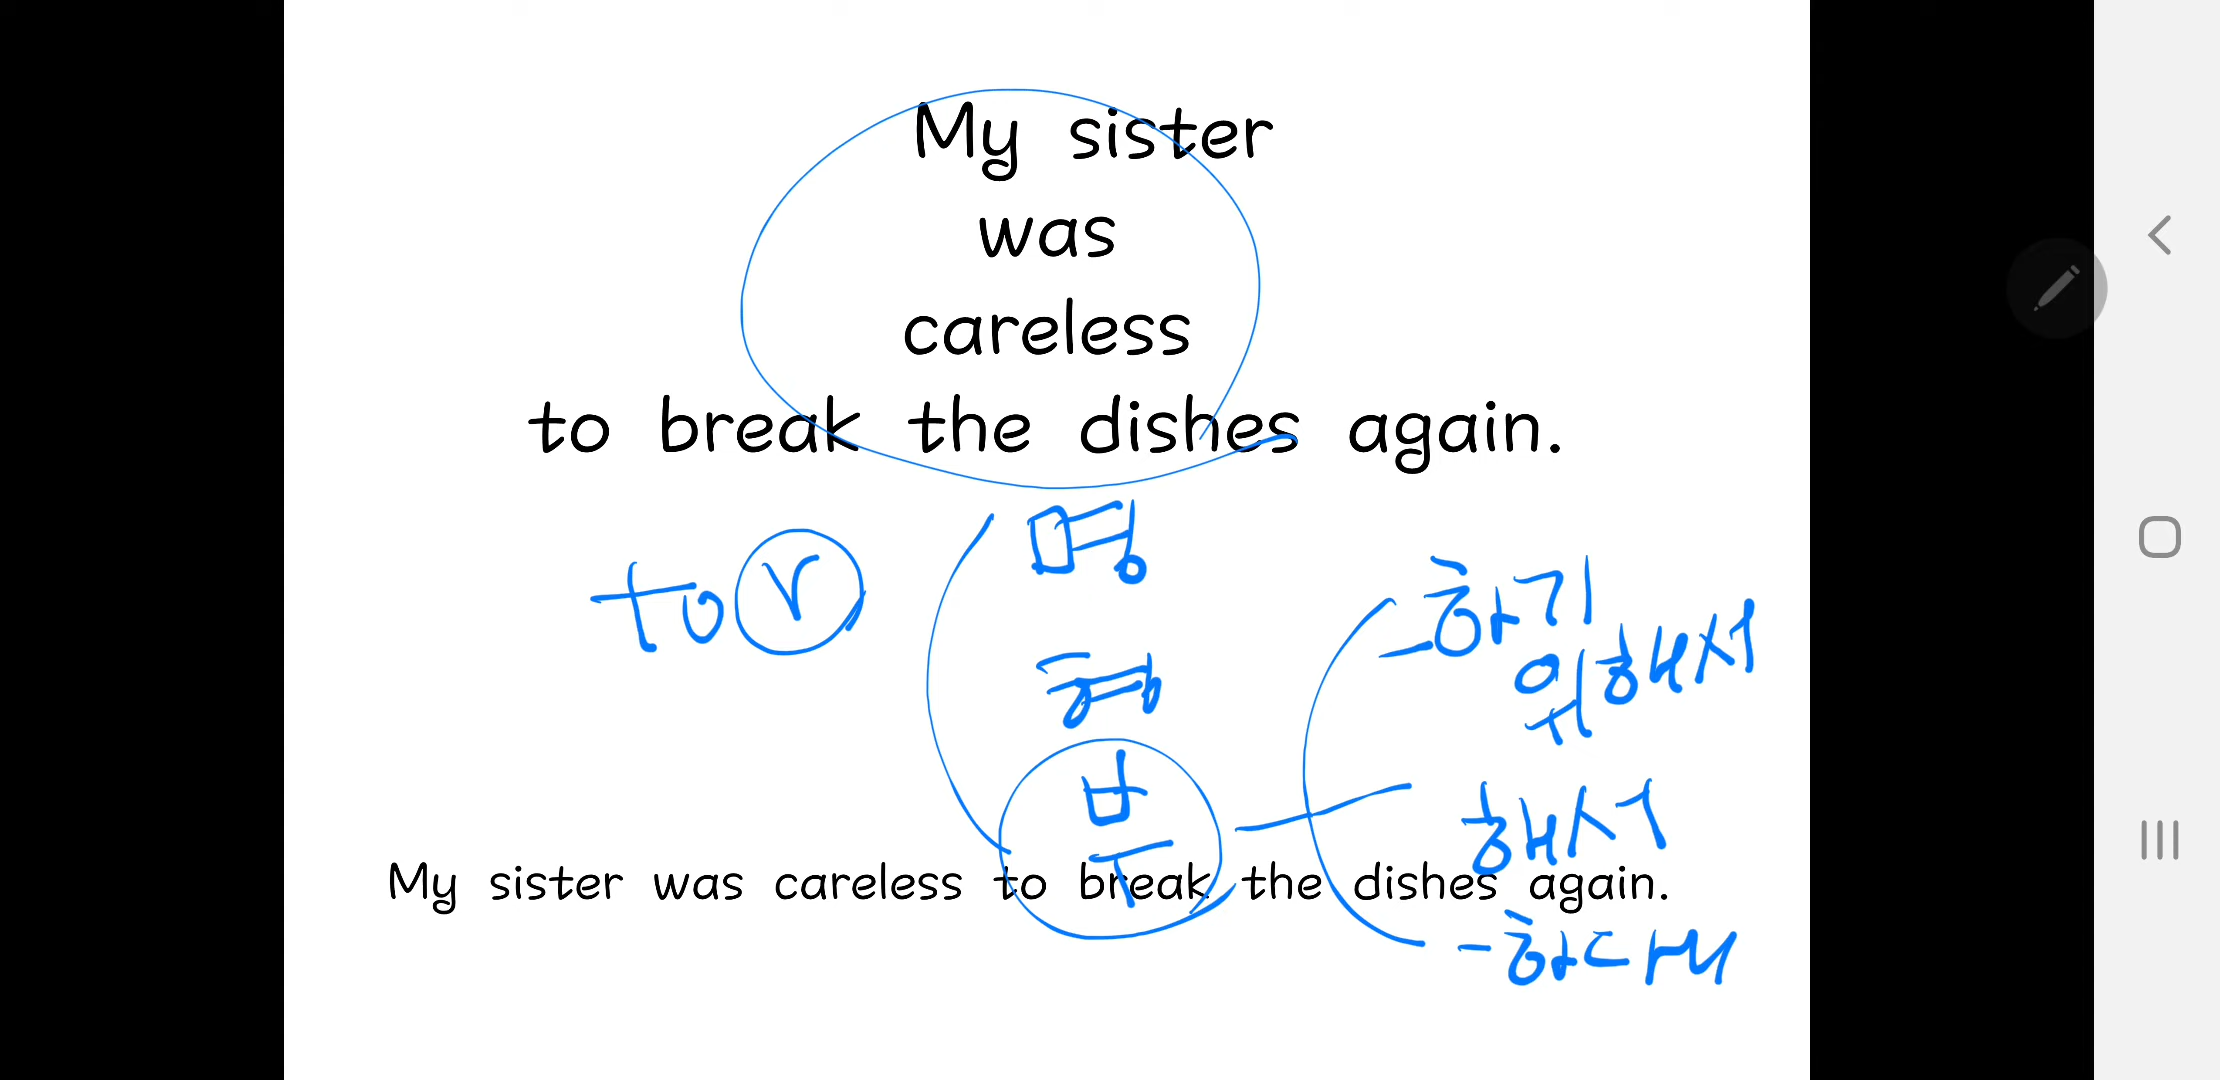 My sister
was
careless
to break the dishes again.
to V
명
형
부
-하기
위해서
해서
-하다니
My sister was careless to break the dishes again.